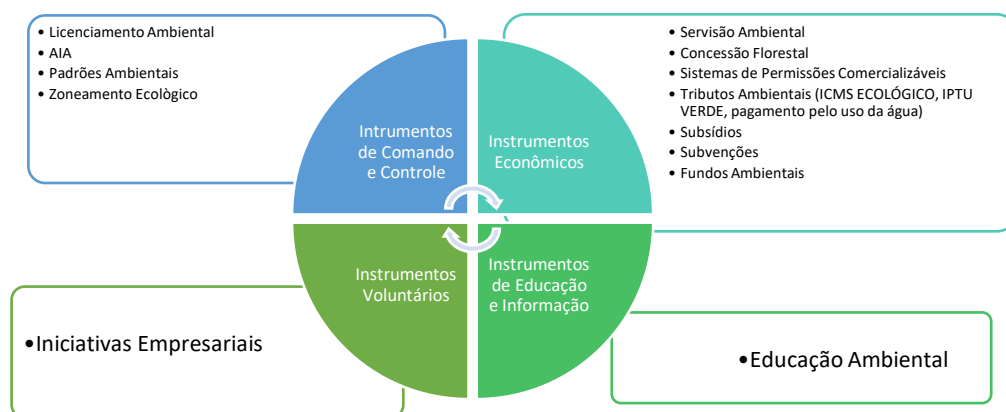 • Licenciamento Ambiental
• AIA
• Padrões Ambientais
• Zoneamento Ecològico
• Servisão Ambiental
• Concessão Florestal
• Sistemas de Permissões Comercializáveis
• Tributos Ambientais (ICMS ECOLÓGICO, IPTU
VERDE, pagamento pelo uso da água)
• Subsídios
• Subvenções
• Fundos Ambientais
Intrumentos
de Comando
e Controle
Instrumentos
Econômicos
Instrumentos
Voluntários
Instrumentos
de Educação
e Informação
•Iniciativas Empresariais
•Educação Ambiental